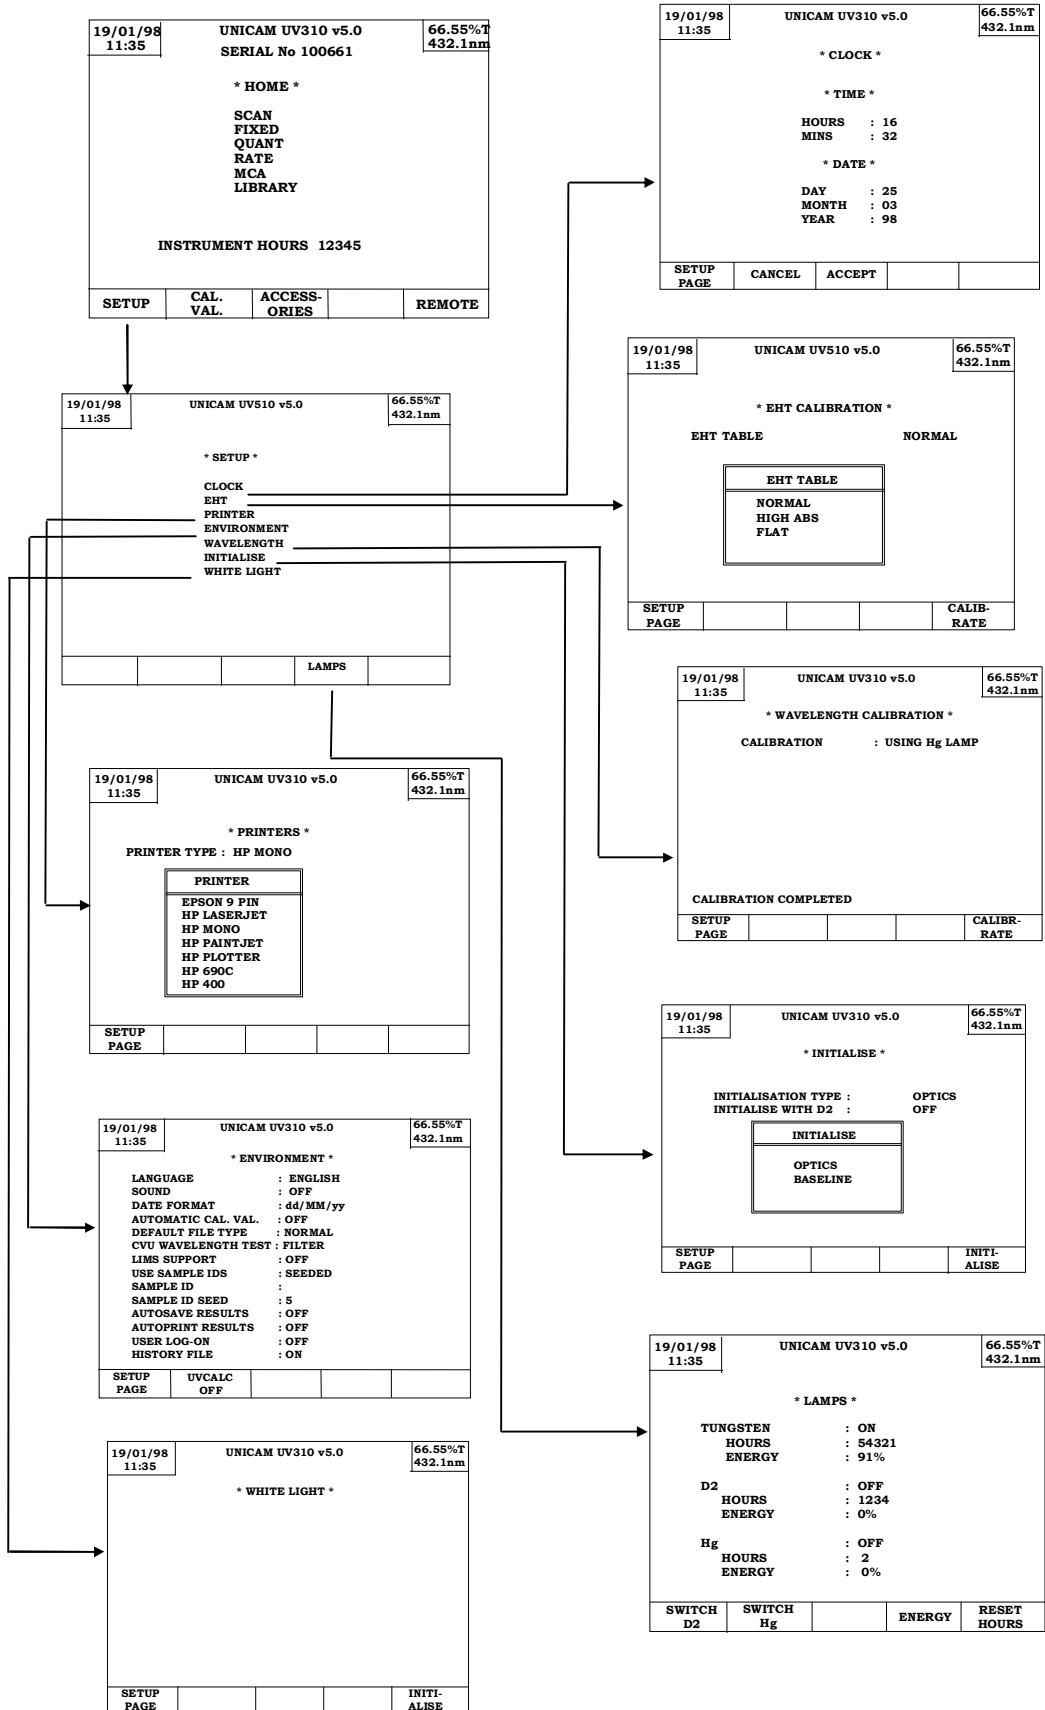 19/01/98 UNICAM UV310 v5.0 66.55%T
11:35 SERIAL No 100661 432.1nm
* HOME *
SCAN
FIXED
QUANT
RATE
MCA
LIBRARY
INSTRUMENT HOURS 12345
SETUP CAL. VAL. ACCESS-ORIES REMOTE
19/01/98 UNICAM UV310 v5.0 66.55%T
11:35 432.1nm
* CLOCK *
* TIME *
HOURS : 16
MINS : 32
* DATE *
DAY : 25
MONTH : 03
YEAR : 98
SETUP PAGE CANCEL ACCEPT
19/01/98 UNICAM UV510 v5.0 66.55%T
11:35 432.1nm
* SETUP *
CLOCK
EHT
PRINTER
ENVIRONMENT
WAVELENGTH
INITIALISE
WHITE LIGHT
LAMPS
19/01/98 UNICAM UV510 v5.0 66.55%T
11:35 432.1nm
* EHT CALIBRATION *
EHT TABLE NORMAL
EHT TABLE
NORMAL
HIGH ABS
FLAT
SETUP PAGE CALIB-RATE
19/01/98 UNICAM UV310 v5.0 66.55%T
11:35 432.1nm
* WAVELENGTH CALIBRATION *
CALIBRATION : USING Hg LAMP
CALIBRATION COMPLETED
SETUP PAGE CALIBR-RATE
19/01/98 UNICAM UV310 v5.0 66.55%T
11:35 432.1nm
* PRINTERS *
PRINTER TYPE : HP MONO
PRINTER
EPSON 9 PIN
HP LASERJET
HP MONO
HP PAINTJET
HP PLOTTER
HP 690C
HP 400
SETUP PAGE
19/01/98 UNICAM UV310 v5.0 66.55%T
11:35 432.1nm
* INITIALISE *
INITIALISATION TYPE : OPTICS
INITIALISE WITH D2 : OFF
INITIALISE
OPTICS
BASELINE
SETUP PAGE INITI-ALISE
19/01/98 UNICAM UV310 v5.0 66.55%T
11:35 432.1nm
* ENVIRONMENT *
LANGUAGE : ENGLISH
SOUND : OFF
DATE FORMAT : dd/MM/yy
AUTOMATIC CAL. VAL. : OFF
DEFAULT FILE TYPE : NORMAL
CVU WAVELENGTH TEST : FILTER
LIMS SUPPORT : OFF
USE SAMPLE IDS : SEEDED
SAMPLE ID :
SAMPLE ID SEED : 5
AUTOSAVE RESULTS : OFF
AUTOPRINT RESULTS : OFF
USER LOG-ON : OFF
HISTORY FILE : ON
SETUP PAGE UVCALC OFF
19/01/98 UNICAM UV310 v5.0 66.55%T
11:35 432.1nm
* LAMPS *
TUNGSTEN : ON
HOURS : 54321
ENERGY : 91%
D2 : OFF
HOURS : 1234
ENERGY : 0%
Hg : OFF
HOURS : 2
ENERGY : 0%
SWITCH D2 SWITCH Hg ENERGY RESET HOURS
19/01/98 UNICAM UV310 v5.0 66.55%T
11:35 432.1nm
* WHITE LIGHT *
SETUP PAGE INITI-ALISE